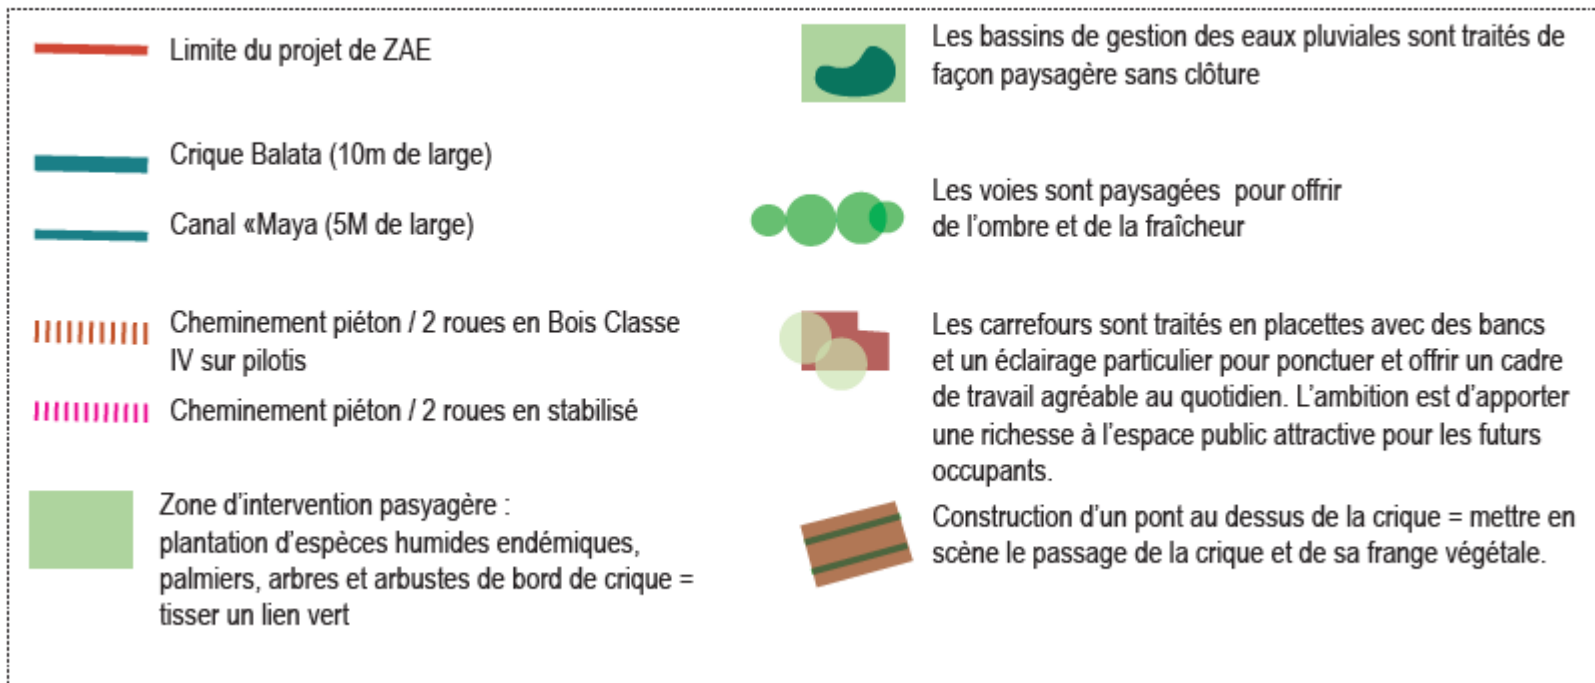 Limite du projet de ZAE
Crique Balata (10m de large)
Canal «Maya (5M de large)
Cheminement piéton / 2 roues en Bois Classe
IV sur pilotis
Cheminement piéton / 2 roues en stabilisé
Zone d'intervention pasyagère :
plantation d'espèces humides endémiques,
palmiers, arbres et arbustes de bord de crique =
tisser un lien vert
Les bassins de gestion des eaux pluviales sont traités de
façon paysagère sans clôture
Les voies sont paysagées  pour offrir
de l'ombre et de la fraîcheur
Les carrefours sont traités en placettes avec des bancs
et un éclairage particulier pour ponctuer et offrir un cadre
de travail agréable au quotidien. L'ambition est d'apporter
une richesse à l'espace public attractive pour les futurs
occupants.
Construction d'un pont au dessus de la crique = mettre en
scène le passage de la crique et de sa frange végétale.